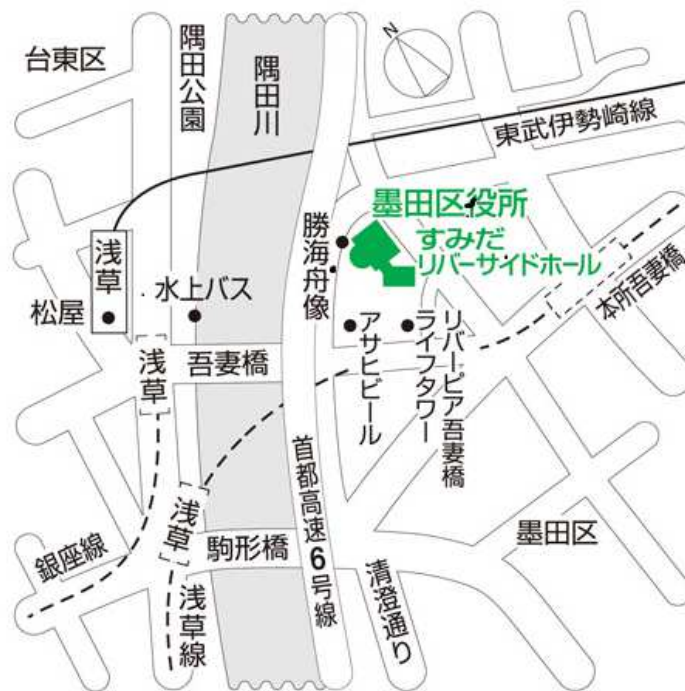 台東区
隅田公園
隅田川
N
東武伊勢崎線
墨田区役所
すみだ
リバーサイドホール
勝海舟像
浅草
松屋
水上バス
本所吾妻橋
浅草
吾妻橋
アサヒビール
リバーピア吾妻橋
ライフタワー
首都高速6号線
浅草
駒形橋
墨田区
銀座線
浅草線
清澄通り